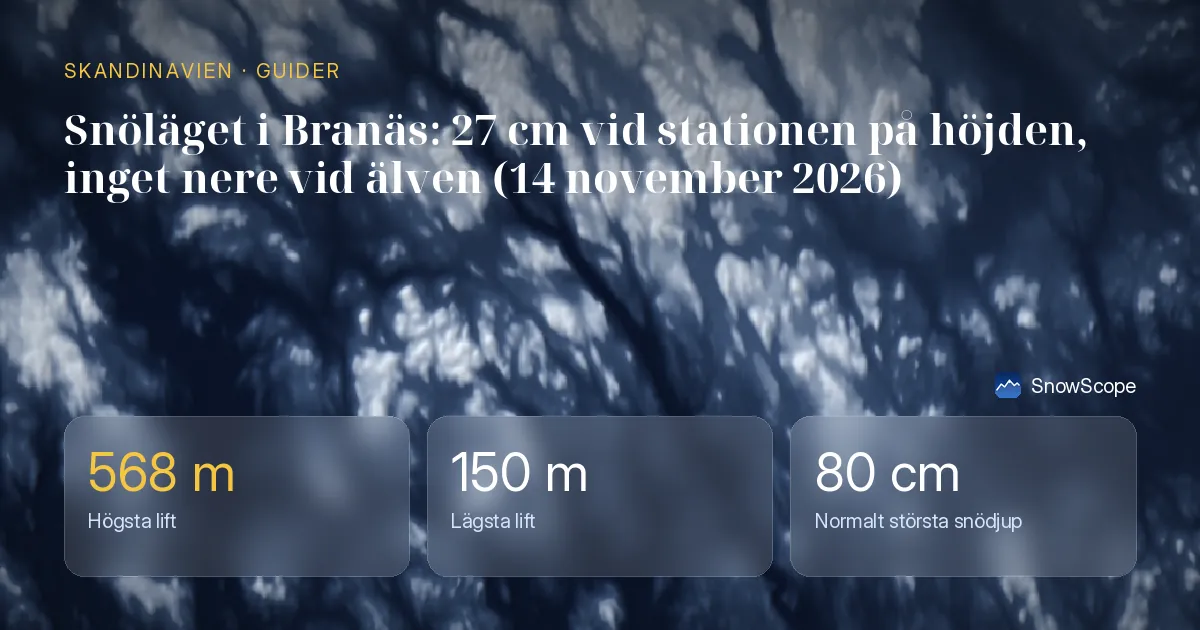 SKANDINAVIEN · GUIDER
Snöläget i Branäs: 27 cm vid stationen på höjden,
inget nere vid älven (14 november 2026)
SnowScope
568 m
Högsta lift
150 m
Lägsta lift
80 cm
Normalt största snödjup